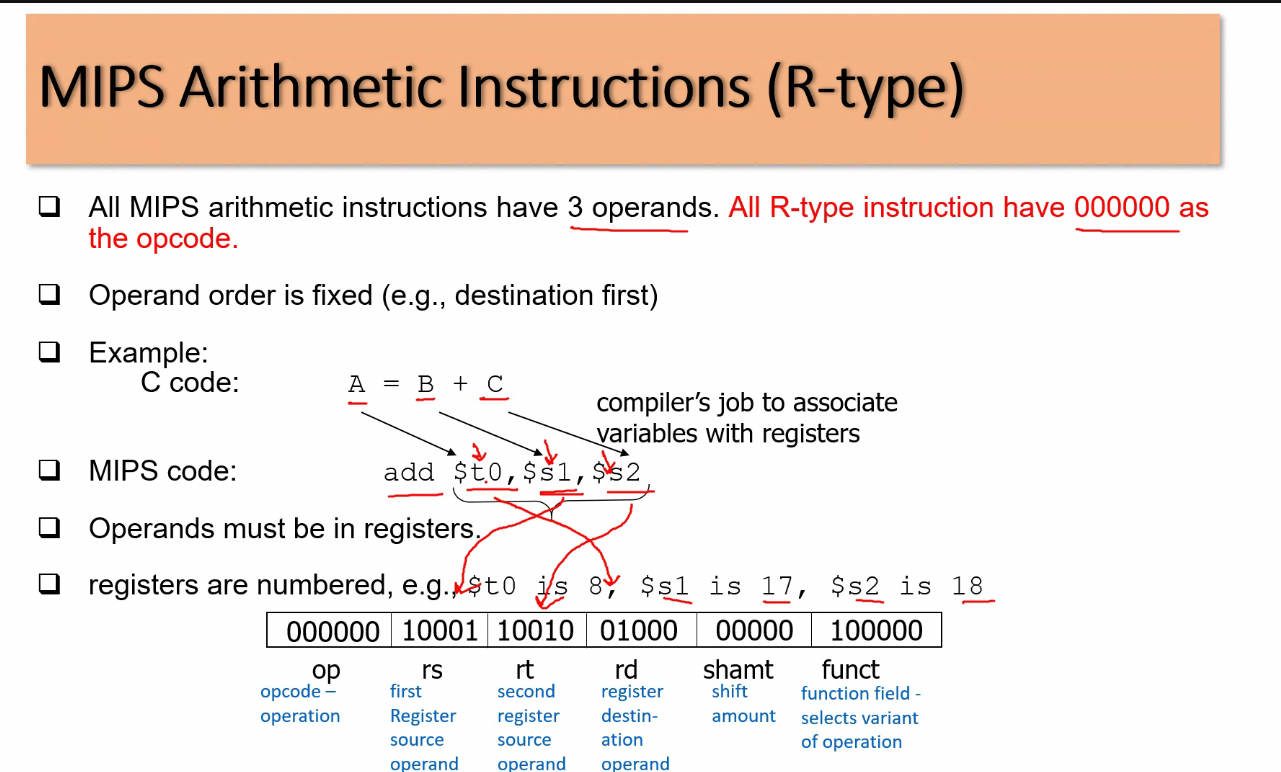 MIPS Arithmetic Instructions (R-type)
All MIPS arithmetic instructions have 3 operands. All R-type instruction have 000000 as
the opcode.
Operand order is fixed (e.g., destination first)
Example:
C code: A = B + C
compiler's job to associate
variables with registers
MIPS code: add $t0,$s1,$s2
Operands must be in registers.
registers are numbered, e.g., $t0 is 8, $s1 is 17, $s2 is 18
000000 10001 10010 01000 00000 100000
op rs rt rd shamt funct
opcode – first second register shift function field -
operation Register register destin- amount selects variant
source source ation of operation
operand operand operand